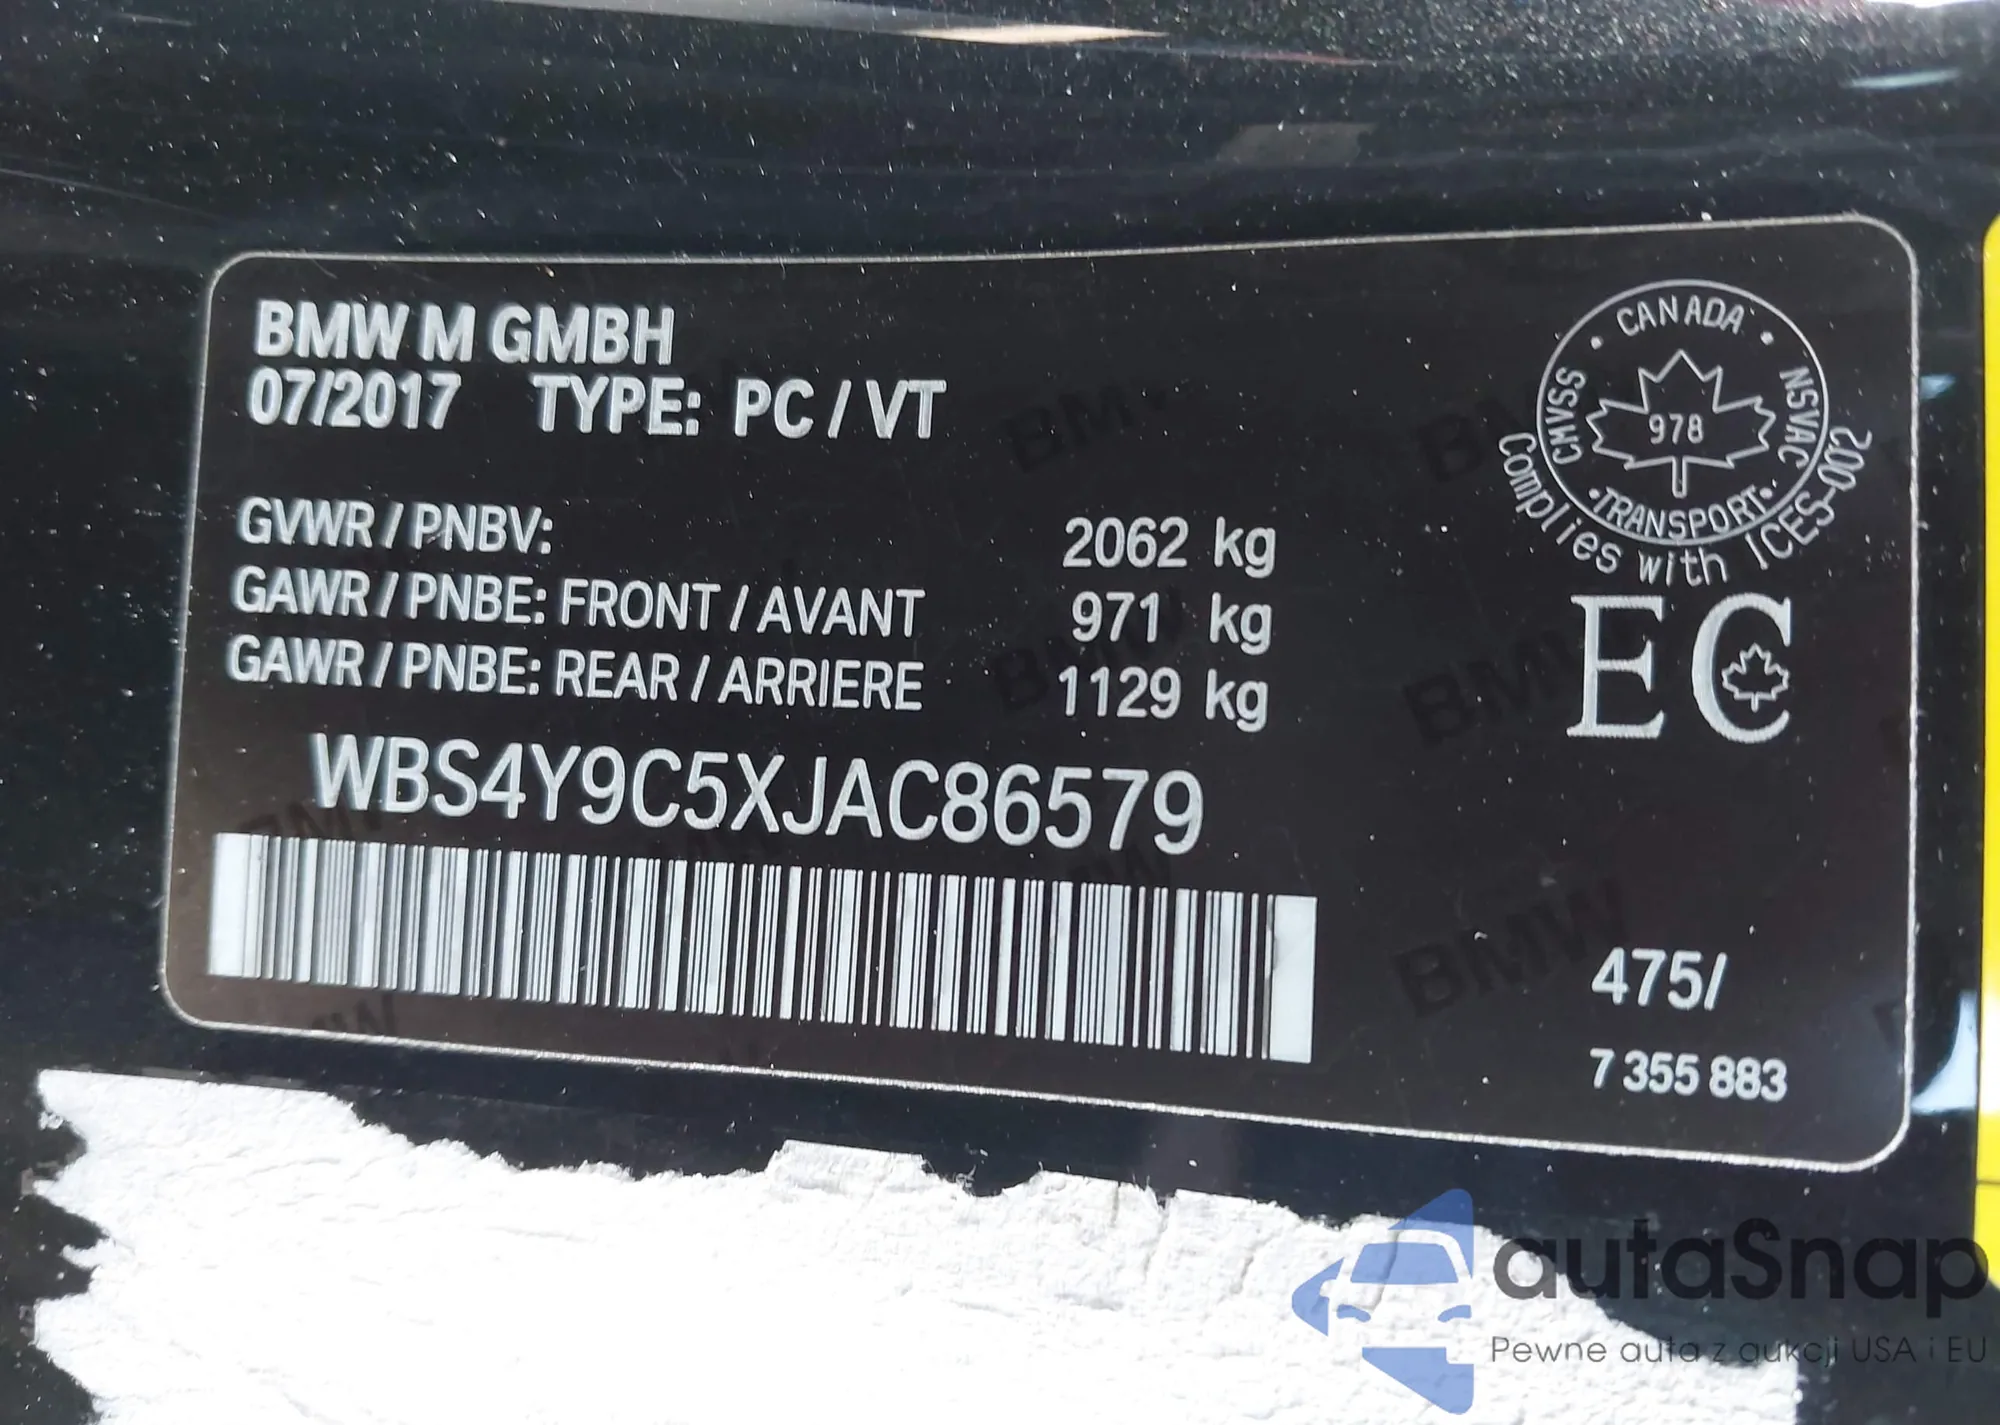 BMW M GMBH
07/2017 TYPE: PC / VT
GVWR / PNBV: 2062 kg
GAWR / PNBE: FRONT / AVANT 971 kg
GAWR / PNBE: REAR / ARRIERE 1129 kg
WBS4Y9C5XJAC86579
CANADA
CMVSS
978
NSVAC
TRANSPORT
Complies with ICES-002
EC
475/
7 355 883
autaSnap
Pewne auta z aukcji USA i EU